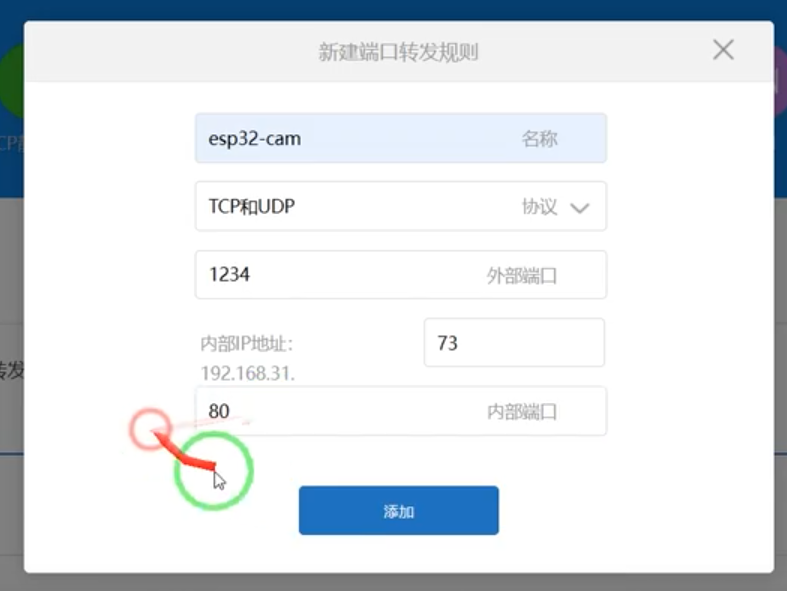 新建端口转发规则
esp32-cam 名称
TCP和UDP 协议
1234 外部端口
内部IP地址: 73
192.168.31.
80 内部端口
添加
CP
转发